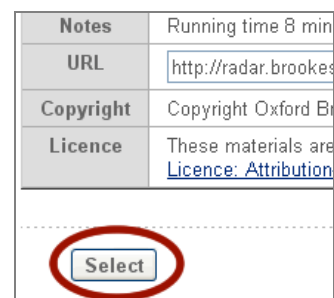 Notes Running time 8 min
URL http://radar.brookes
Copyright Copyright Oxford
Licence These materials are
Licence: Attribution
Select